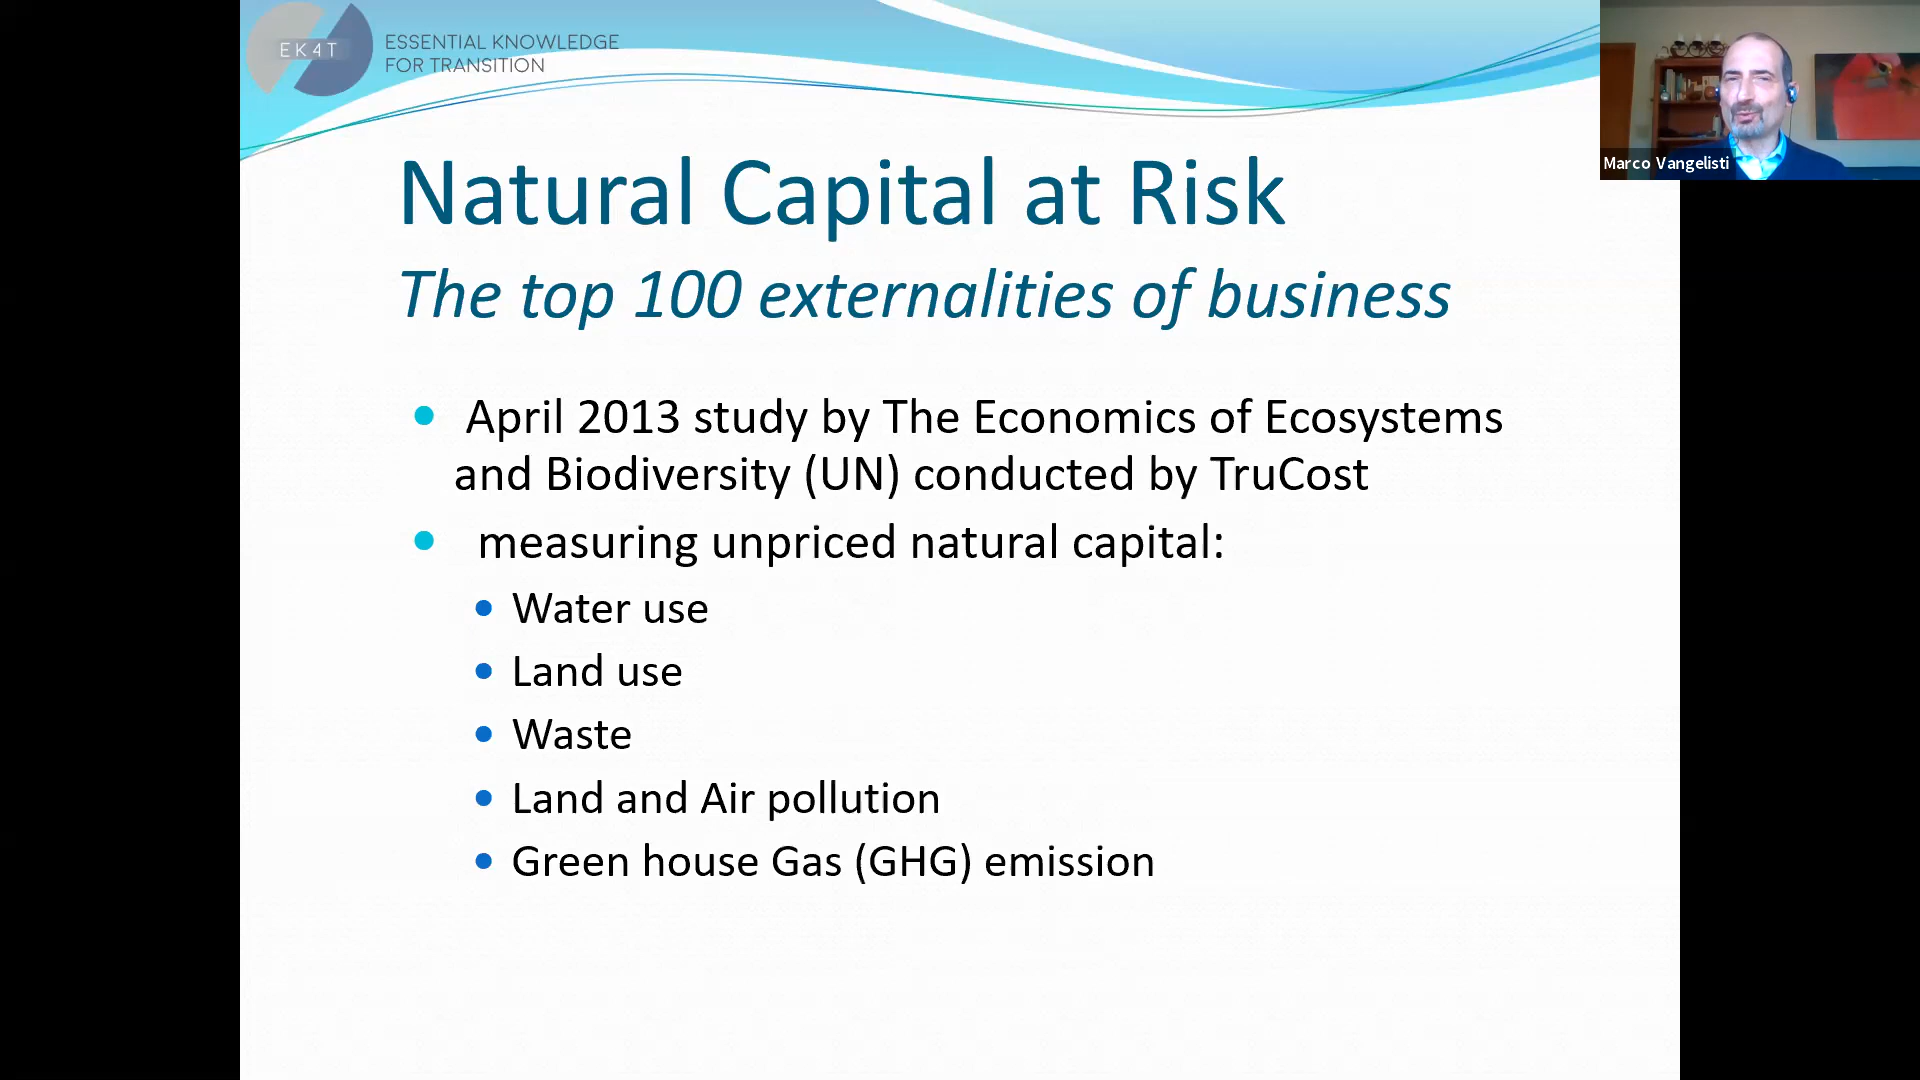 EK4T
ESSENTIAL KNOWLEDGE
FOR TRANSITION
Marco Vangelisti
Natural Capital at Risk
The top 100 externalities of business
• April 2013 study by The Economics of Ecosystems
and Biodiversity (UN) conducted by TruCost
• measuring unpriced natural capital:
• Water use
• Land use
• Waste
• Land and Air pollution
• Green house Gas (GHG) emission